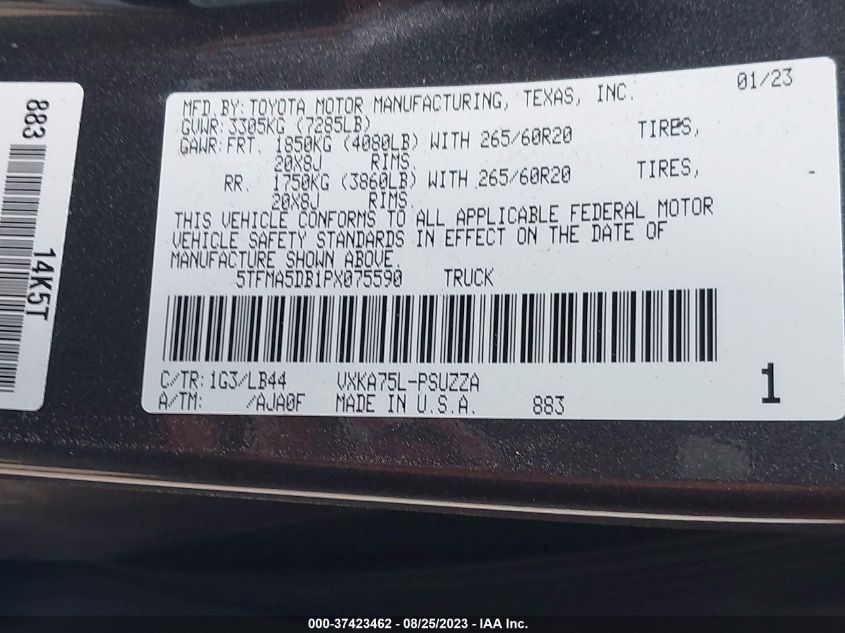 01/23
MFD. BY: TOYOTA MOTOR MANUFACTURING, TEXAS, INC.
GVWR: 3305KG (7285LB)
GAWR: FRT. 1850KG (4080LB) WITH 265/60R20 TIRES,
20X8J RIMS.
RR. 1750KG (3860LB) WITH 265/60R20 TIRES,
20X8J RIMS.
THIS VEHICLE CONFORMS TO ALL APPLICABLE FEDERAL MOTOR
VEHICLE SAFETY STANDARDS IN EFFECT ON THE DATE OF
MANUFACTURE SHOWN ABOVE.
5TFMA5DB1PX075590 TRUCK
C/TR: 1G3/LB44 VXKA75L-PSUZZA
A/TM: /AJA0F MADE IN U.S.A. 883
1
883
14K5T
000-37423462 - 08/25/2023 - IAA Inc.